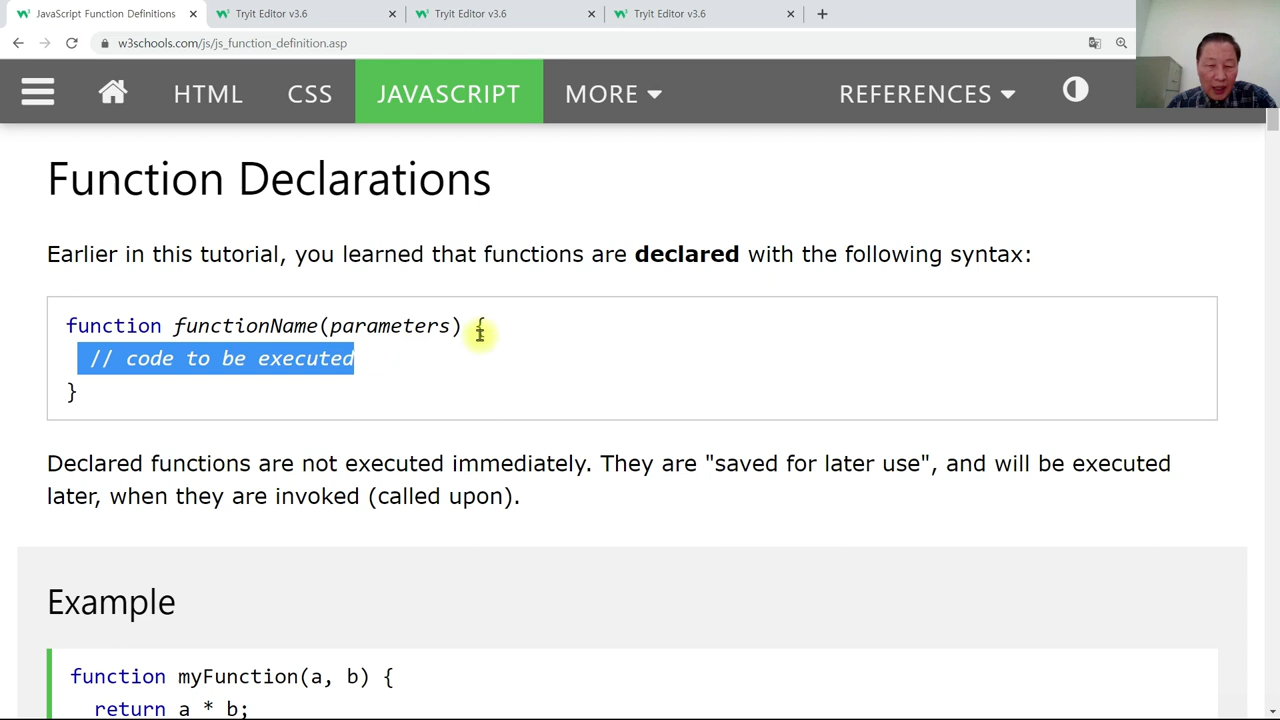 JavaScript Function Definitions
Tryit Editor v3.6
Tryit Editor v3.6
Tryit Editor v3.6
w3schools.com/js/js_function_definition.asp
HTML CSS JAVASCRIPT MORE REFERENCES
Function Declarations
Earlier in this tutorial, you learned that functions are declared with the following syntax:
function functionName(parameters) {
// code to be executed
}
Declared functions are not executed immediately. They are "saved for later use", and will be executed
later, when they are invoked (called upon).
Example
function myFunction(a, b) {
return a * b;